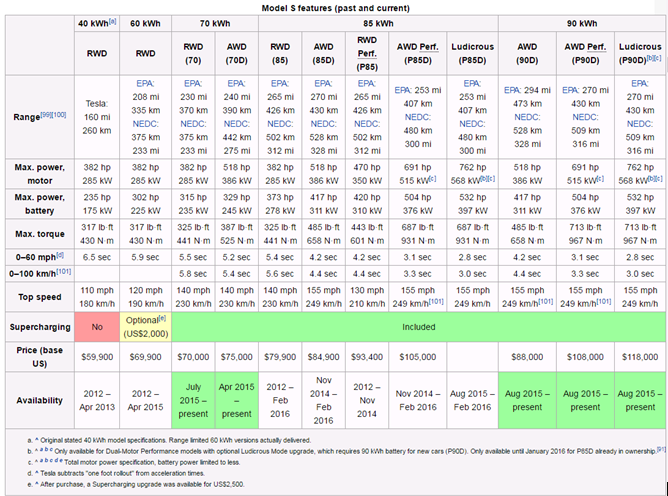 Model S features (past and current)
40 kWh[a] 60 kWh 70 kWh 85 kWh 90 kWh
RWD RWD RWD (70) AWD (70D) RWD (85) AWD (85D) RWD Perf. (P85) AWD Perf. (P85D) Ludicrous (P85D) AWD (90D) AWD Perf. (P90D) Ludicrous (P90D)[b][c]
Range[99][100]
Tesla: 160 mi 260 km
EPA: 208 mi 335 km NEDC: 375 km 233 mi
EPA: 230 mi 370 km NEDC: 375 km 233 mi
EPA: 240 mi 390 km NEDC: 442 km 275 mi
EPA: 265 mi 426 km NEDC: 502 km 312 mi
EPA: 270 mi 430 km NEDC: 528 km 328 mi
EPA: 265 mi 426 km NEDC: 502 km 312 mi
EPA: 253 mi 407 km NEDC: 480 km 300 mi
EPA: 253 mi 407 km NEDC: 480 km 300 mi
EPA: 294 mi 473 km NEDC: 528 km 328 mi
EPA: 270 mi 430 km NEDC: 509 km 316 mi
EPA: 270 mi 430 km NEDC: 509 km 316 mi
Max. power, 382 hp 382 hp 382 hp 518 hp 382 hp 518 hp 470 hp 691 hp 762 hp 518 hp 691 hp 762 hp
motor 285 kW 285 kW 285 kW 386 kW 285 kW 386 kW 350 kW 515 kW[c] 568 kW[b][c] 386 kW 515 kW[c] 568 kW[b][c]
Max. power, 235 hp 302 hp 315 hp 329 hp 373 hp 417 hp 416 hp 504 hp 532 hp 417 hp 504 hp 532 hp
battery 175 kW 225 kW 235 kW 245 kW 278 kW 311 kW 310 kW 376 kW 397 kW 311 kW 376 kW 397 kW
Max. torque 317 lb·ft 317 lb·ft 325 lb·ft 387 lb·ft 325 lb·ft 485 lb·ft 443 lb·ft 687 lb·ft 687 lb·ft 485 lb·ft 713 lb·ft 713 lb·ft
430 N·m 430 N·m 441 N·m 525 N·m 441 N·m 658 N·m 601 N·m 931 N·m 931 N·m 658 N·m 967 N·m 967 N·m
0–60 mph[d] 6.5 sec 5.9 sec 5.5 sec 5.2 sec 5.4 sec 4.2 sec 4.2 sec 3.1 sec 2.8 sec 4.2 sec 3.1 sec 2.8 sec
0–100 km/h[101] 5.8 sec 5.4 sec 5.6 sec 4.4 sec 4.4 sec 3.3 sec 3.0 sec 4.4 sec 3.3 sec 3.0 sec
Top speed 110 mph 120 mph 140 mph 140 mph 140 mph 155 mph 130 mph 155 mph 155 mph 155 mph 155 mph 155 mph
180 km/h 190 km/h 230 km/h 230 km/h 230 km/h 249 km/h 210 km/h 249 km/h[101] 249 km/h 249 km/h[101] 249 km/h[101] 249 km/h
Supercharging No Optional[e] (US$2,000) Included
Price (base US) $59,900 $69,900 $70,000 $75,000 $79,900 $84,900 $93,400 $105,000 $88,000 $108,000 $118,000
Availability
2012 – Apr 2013
2012 – Apr 2015
July 2015 – present
Apr 2015 – present
2012 – Feb 2016
Nov 2014 – Feb 2016
2012 – Nov 2014
Nov 2014 – Feb 2016
Aug 2015 – Feb 2016
Aug 2015 – present
Aug 2015 – present
Aug 2015 – present
a. ^ Original stated 40 kWh model specifications. Range limited 60 kWh versions actually delivered.
b. ^ a b c Only available for Dual-Motor Performance models with optional Ludicrous Mode upgrade, which requires 90 kWh battery for new cars (P90D). Only available until January 2016 for P85D already in ownership.[91]
c. ^ a b c d e Total motor power specification, battery power limited to less.
d. ^ Tesla subtracts "one foot rollout" from acceleration times.
e. ^ After purchase, a Supercharging upgrade was available for US$2,500.